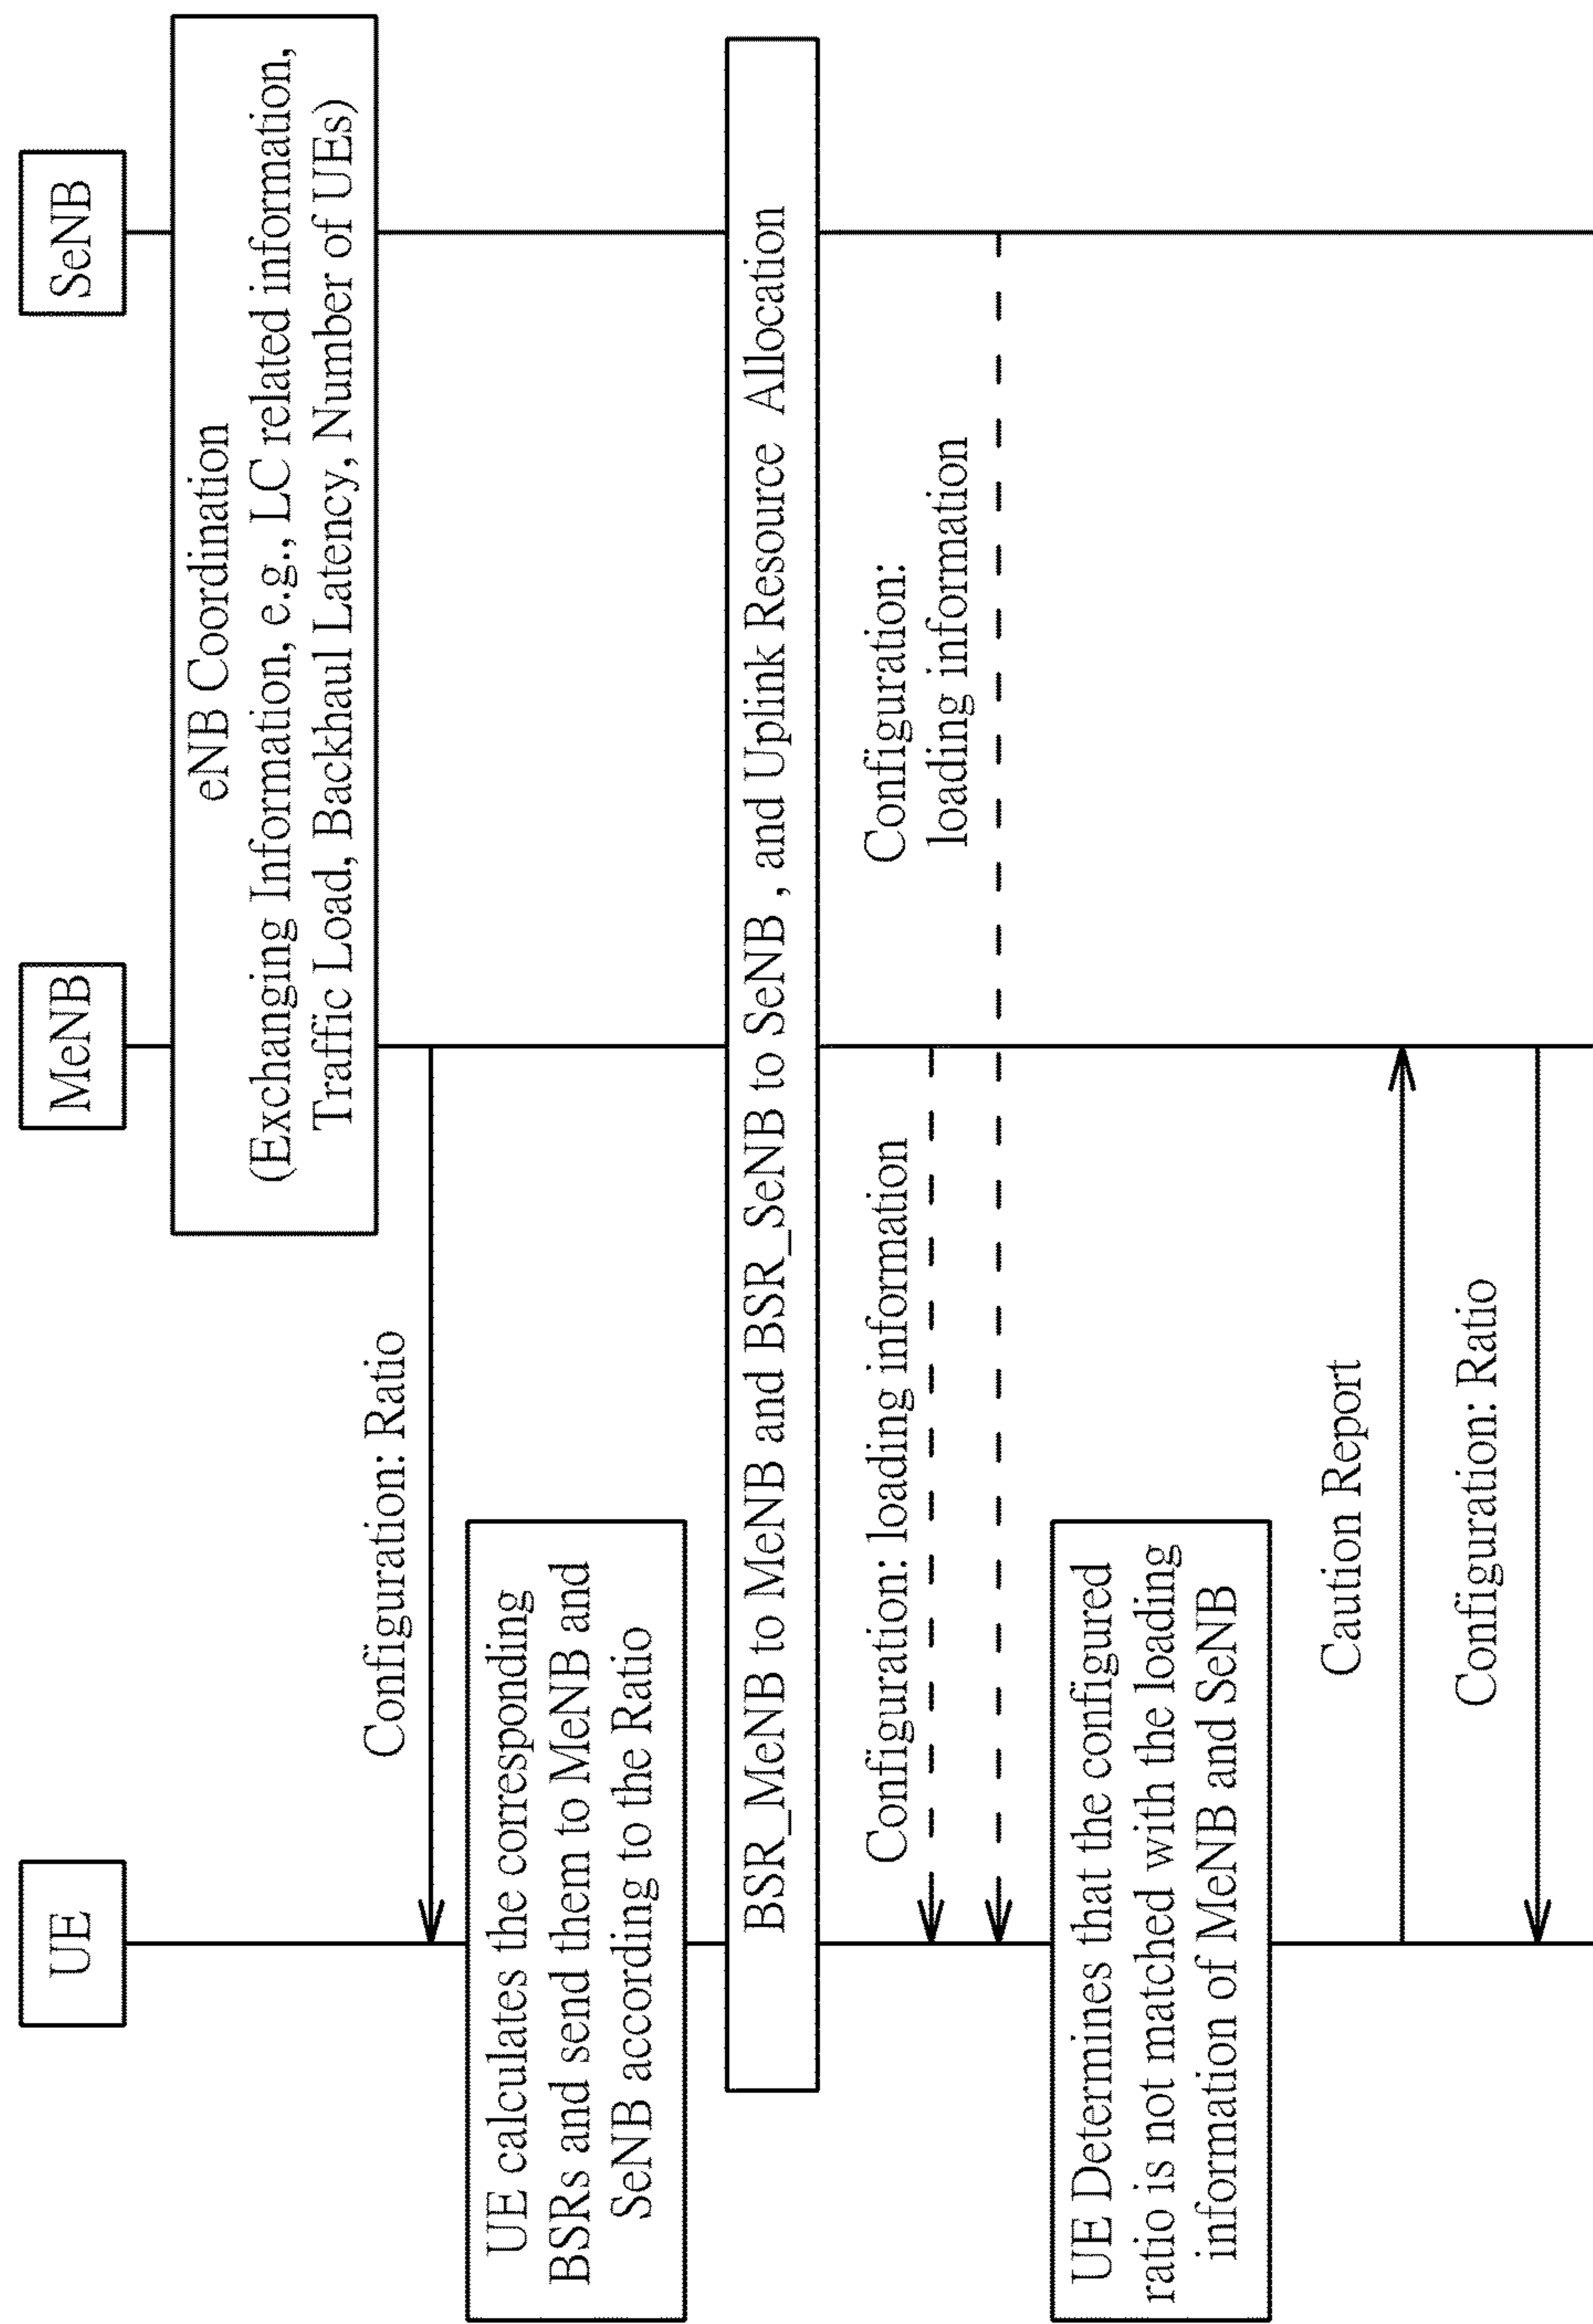 UE
MeNB
SeNB
eNB Coordination
(Exchanging Information, e.g., LC related information,
Traffic Load, Backhaul Latency, Number of UEs)
Configuration: Ratio
UE calculates the corresponding
BSRs and send them to MeNB and
SeNB according to the Ratio
BSR_MeNB to MeNB and BSR_SeNB to SeNB , and Uplink Resource Allocation
Configuration: loading information
Configuration:
loading information
UE Determines that the configured
ratio is not matched with the loading
information of MeNB and SeNB
Caution Report
Configuration: Ratio